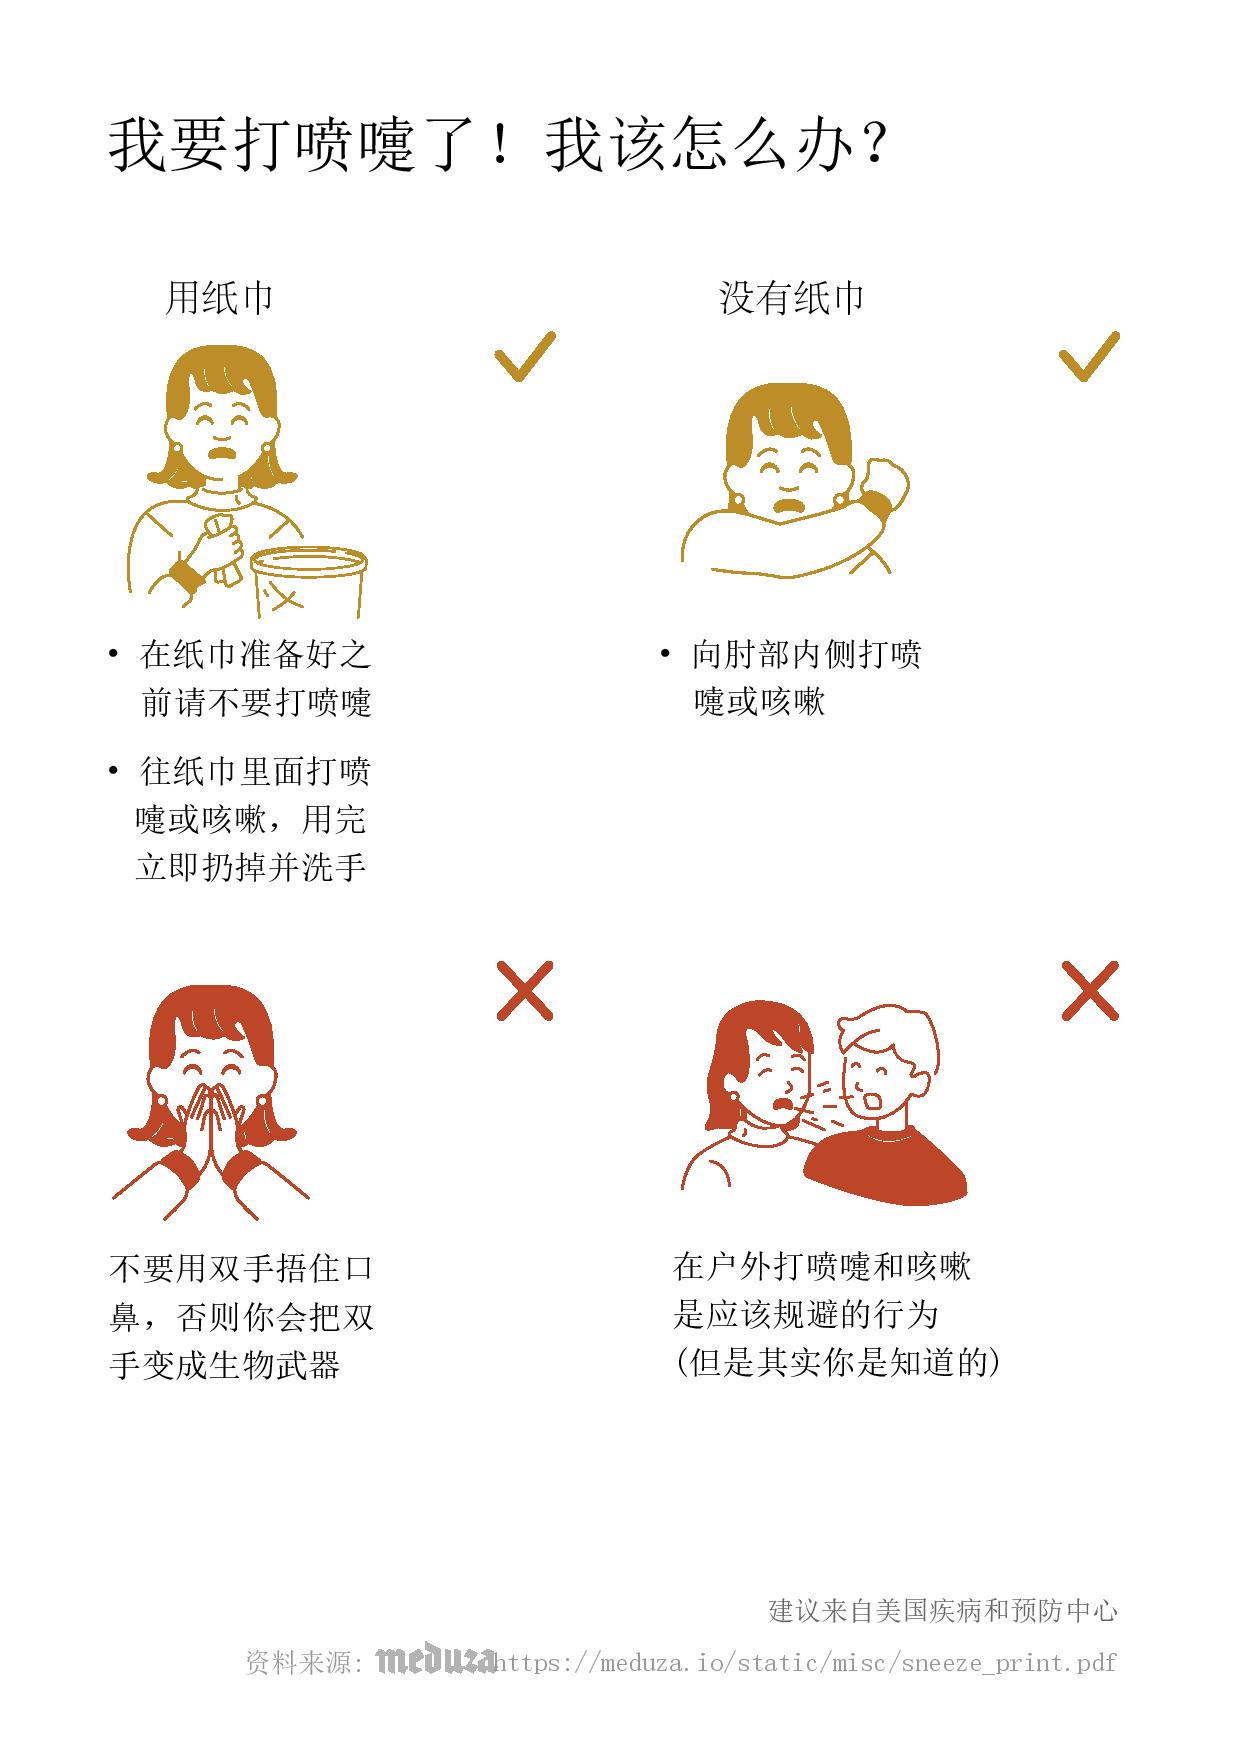 我要打喷嚏了！我该怎么办？
用纸巾
没有纸巾
• 在纸巾准备好之
前请不要打喷嚏
• 往纸巾里面打喷
嚏或咳嗽，用完
立即扔掉并洗手
• 向肘部内侧打喷
嚏或咳嗽
不要用双手捂住口
鼻，否则你会把双
手变成生物武器
在户外打喷嚏和咳嗽
是应该规避的行为
(但是其实你是知道的)
建议来自美国疾病和预防中心
资料来源: meduza https://meduza.io/static/misc/sneeze_print.pdf